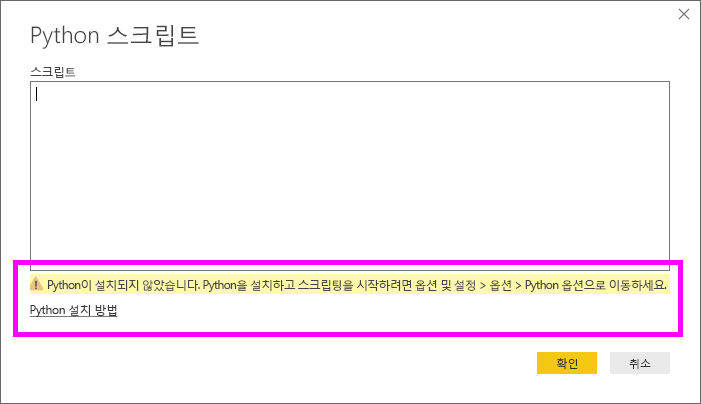 Python 스크립트
스크립트
Python이 설치되지 않았습니다. Python을 설치하고 스크립팅을 시작하려면 옵션 및 설정 > 옵션 > Python 옵션으로 이동하세요.
Python 설치 방법
확인 취소